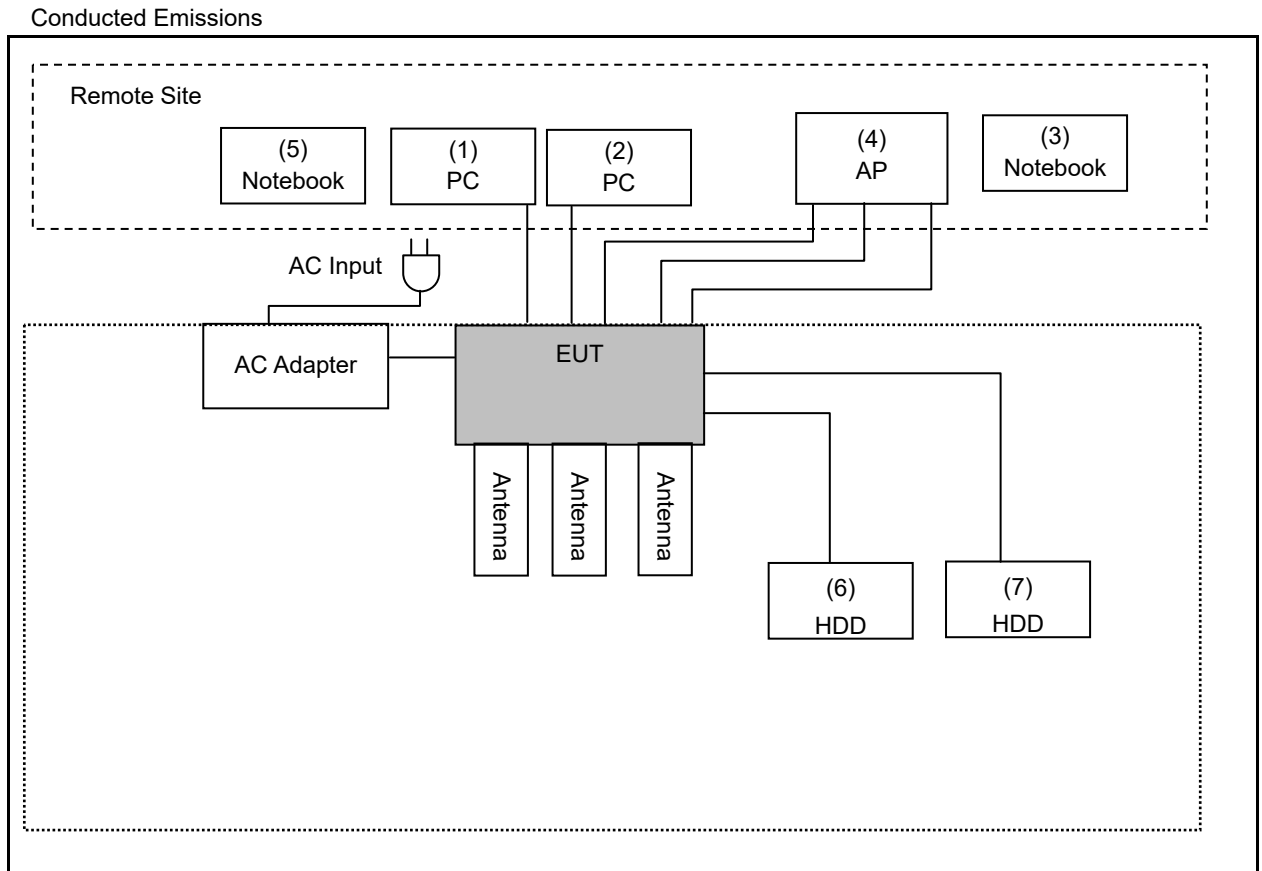 Conducted Emissions
Remote Site
(5)
Notebook
(1)
PC
(2)
PC
(4)
AP
(3)
Notebook
AC Input
AC Adapter
EUT
Antenna
Antenna
Antenna
(6)
HDD
(7)
HDD